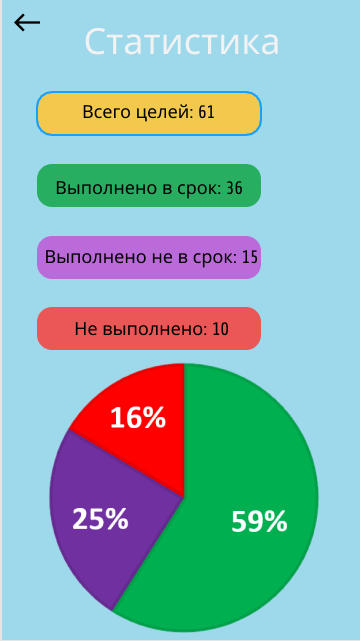 Статистика
Всего целей: 61
Выполнено в срок: 36
Выполнено не в срок: 15
Не выполнено: 10
16%
25%
59%